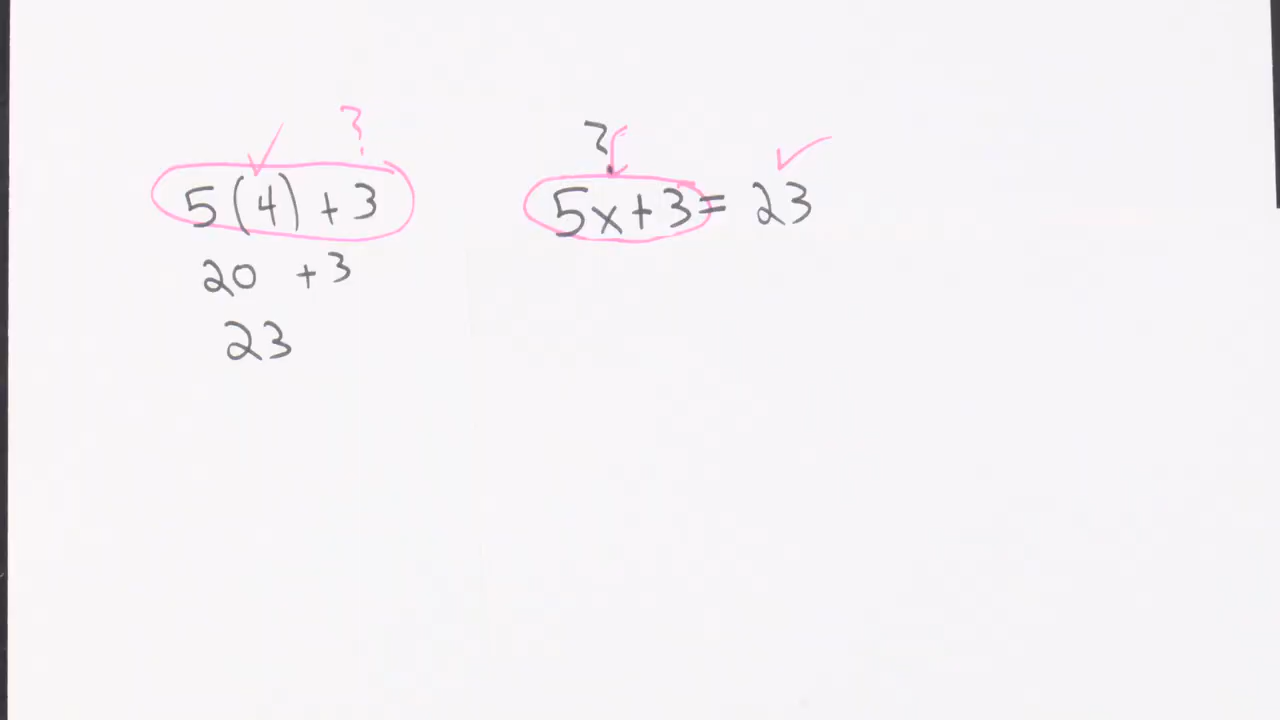 ?
?
5(4) + 3
5x + 3 = 23
20 + 3
23